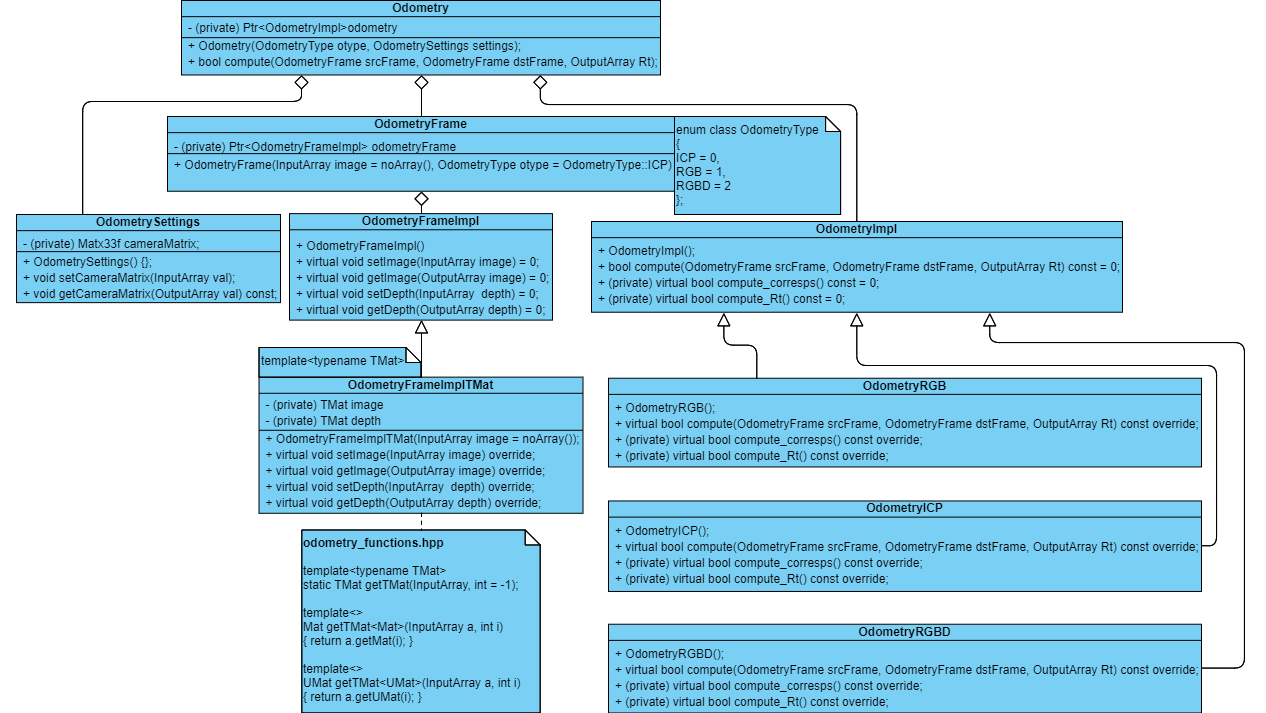 Odometry
- (private) Ptr<OdometryImpl>odometry
+ Odometry(OdometryType otype, OdometrySettings settings);
+ bool compute(OdometryFrame srcFrame, OdometryFrame dstFrame, OutputArray Rt);
OdometryFrame
- (private) Ptr<OdometryFrameImpl> odometryFrame
+ OdometryFrame(InputArray image = noArray(), OdometryType otype = OdometryType::ICP)
enum class OdometryType
{
ICP = 0,
RGB = 1,
RGBD = 2
};
OdometrySettings
- (private) Matx33f cameraMatrix;
+ OdometrySettings() {};
+ void setCameraMatrix(InputArray val);
+ void getCameraMatrix(OutputArray val) const;
OdometryFrameImpl
+ OdometryFrameImpl()
+ virtual void setImage(InputArray image) = 0;
+ virtual void getImage(OutputArray image) = 0;
+ virtual void setDepth(InputArray  depth) = 0;
+ virtual void getDepth(OutputArray depth) = 0;
OdometryImpl
+ OdometryImpl();
+ bool compute(OdometryFrame srcFrame, OdometryFrame dstFrame, OutputArray Rt) const = 0;
+ (private) virtual bool compute_corresps() const = 0;
+ (private) virtual bool compute_Rt() const = 0;
template<typename TMat>
OdometryFrameImplTMat
- (private) TMat image
- (private) TMat depth
+ OdometryFrameImplTMat(InputArray image = noArray());
+ virtual void setImage(InputArray image) override;
+ virtual void getImage(OutputArray image) override;
+ virtual void setDepth(InputArray  depth) override;
+ virtual void getDepth(OutputArray depth) override;
odometry_functions.hpp
template<typename TMat>
static TMat getTMat(InputArray, int = -1);
template<>
Mat getTMat<Mat>(InputArray a, int i)
{ return a.getMat(i); }
template<>
UMat getTMat<UMat>(InputArray a, int i)
{ return a.getUMat(i); }
OdometryRGB
+ OdometryRGB();
+ virtual bool compute(OdometryFrame srcFrame, OdometryFrame dstFrame, OutputArray Rt) const override;
+ (private) virtual bool compute_corresps() const override;
+ (private) virtual bool compute_Rt() const override;
OdometryICP
+ OdometryICP();
+ virtual bool compute(OdometryFrame srcFrame, OdometryFrame dstFrame, OutputArray Rt) const override;
+ (private) virtual bool compute_corresps() const override;
+ (private) virtual bool compute_Rt() const override;
OdometryRGBD
+ OdometryRGBD();
+ virtual bool compute(OdometryFrame srcFrame, OdometryFrame dstFrame, OutputArray Rt) const override;
+ (private) virtual bool compute_corresps() const override;
+ (private) virtual bool compute_Rt() const override;